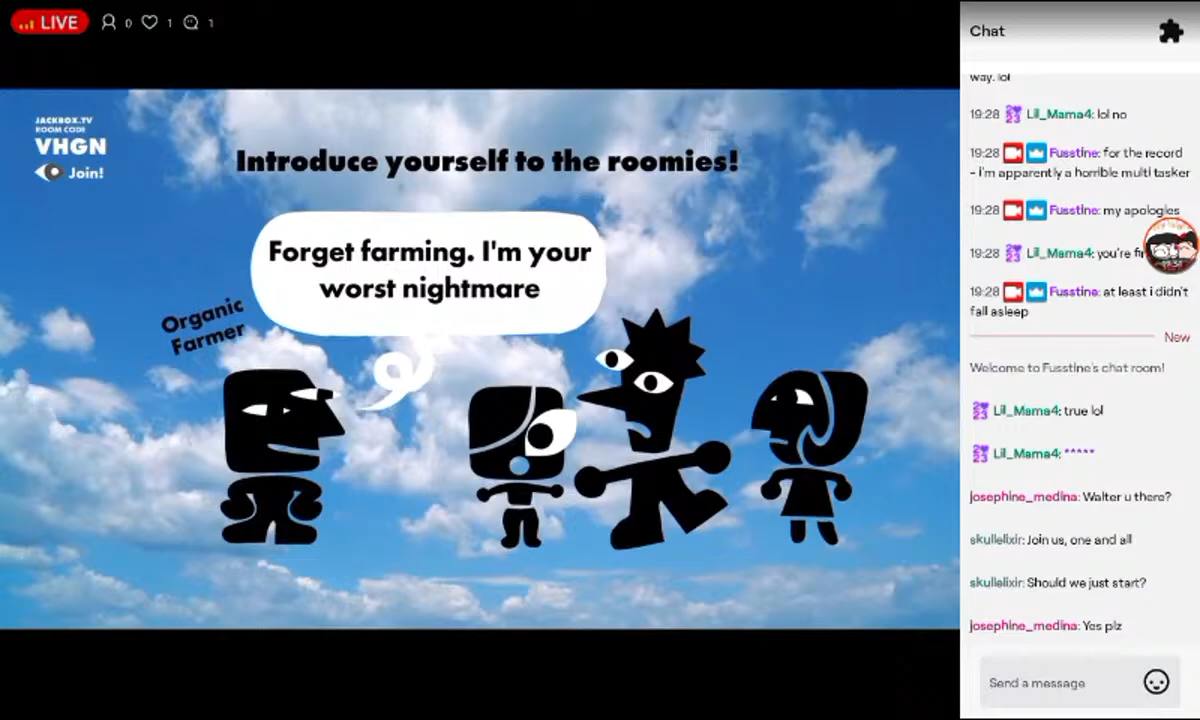 LIVE 0 1 1
JACKBOX.TV
ROOM CODE
VHGN
Join!
Introduce yourself to the roomies!
Forget farming. I'm your
worst nightmare
Organic
Farmer
Chat
way. lol
19:28 Lil_Mama4: lol no
19:28 Fusstine: for the record
- i'm apparently a horrible multi tasker
19:28 Fusstine: my apologies
19:28 Lil_Mama4: you're
19:28 Fusstine: at least i didn't
fall asleep
New
Welcome to Fusstine's chat room!
Lil_Mama4: true lol
Lil_Mama4: *****
josephine_medina: Walter u there?
skullelixir: Join us, one and all
skullelixir: Should we just start?
josephine_medina: Yes plz
Send a message